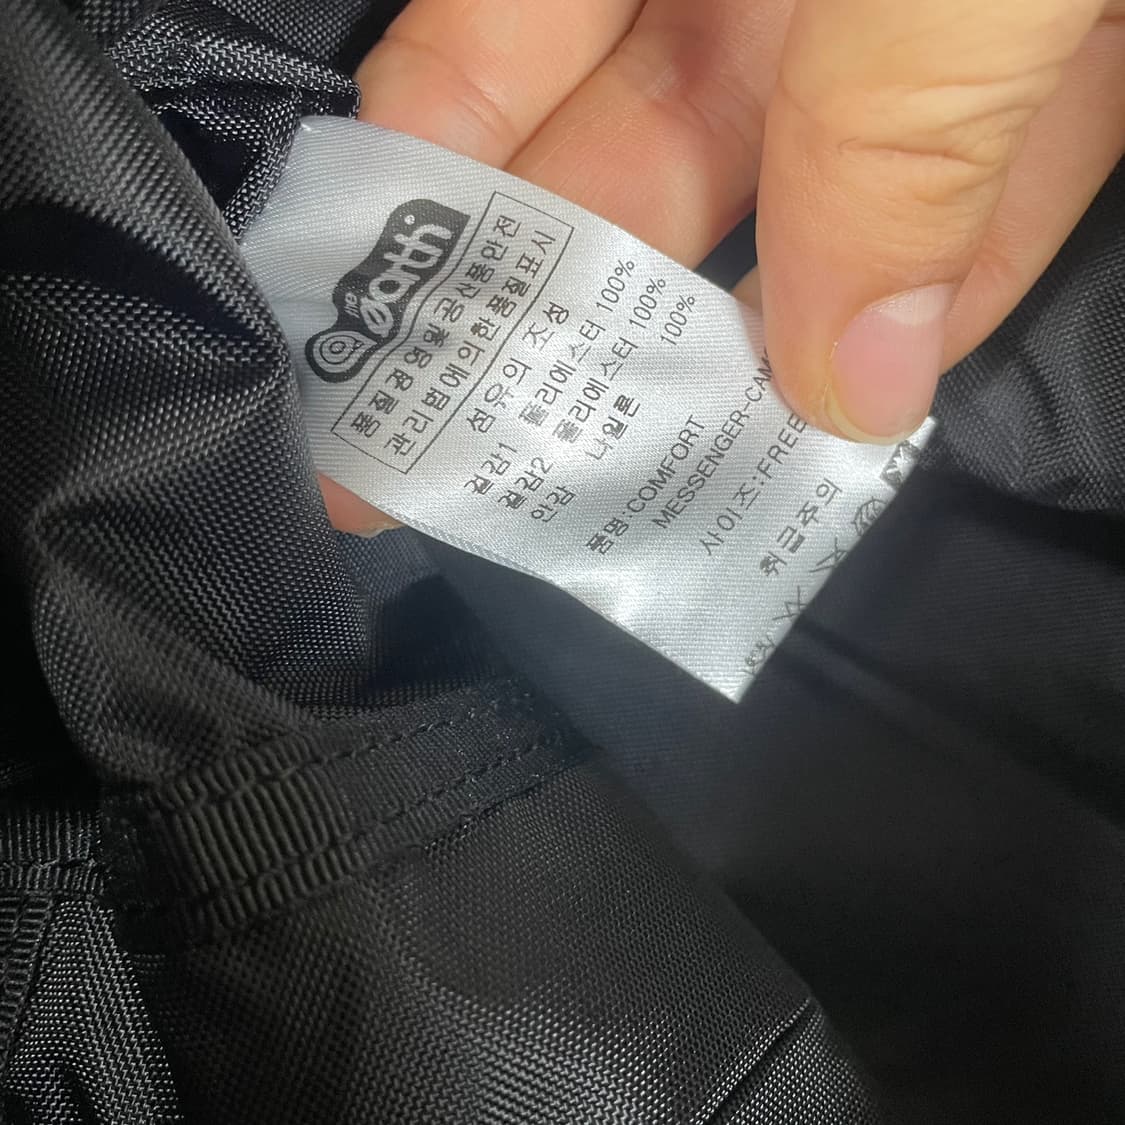 the earth®
품질경영 및 공산품안전
관리법에 의한 품질표시
섬 유 의 조 성
겉감1 폴리에스터 100%
겉감2 폴리에스터 100%
안감 나일론 100%
품명:COMFORT
MESSENGER-CAM
사이즈:FREE
취급주의